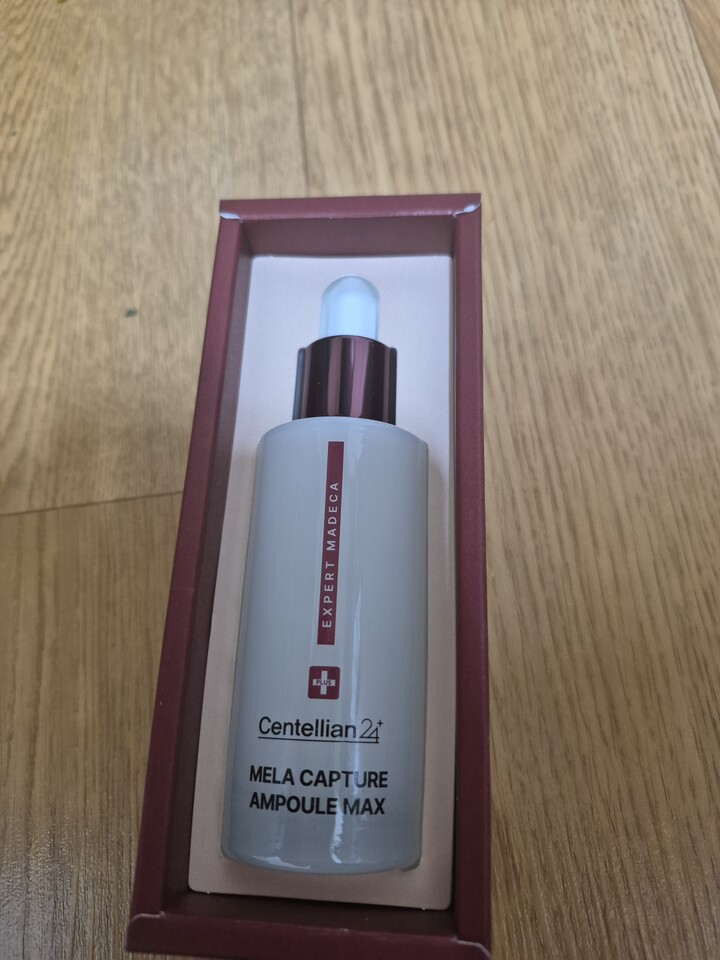 EXPERT MADECA
PLUS
Centellian24+
MELA CAPTURE
AMPOULE MAX